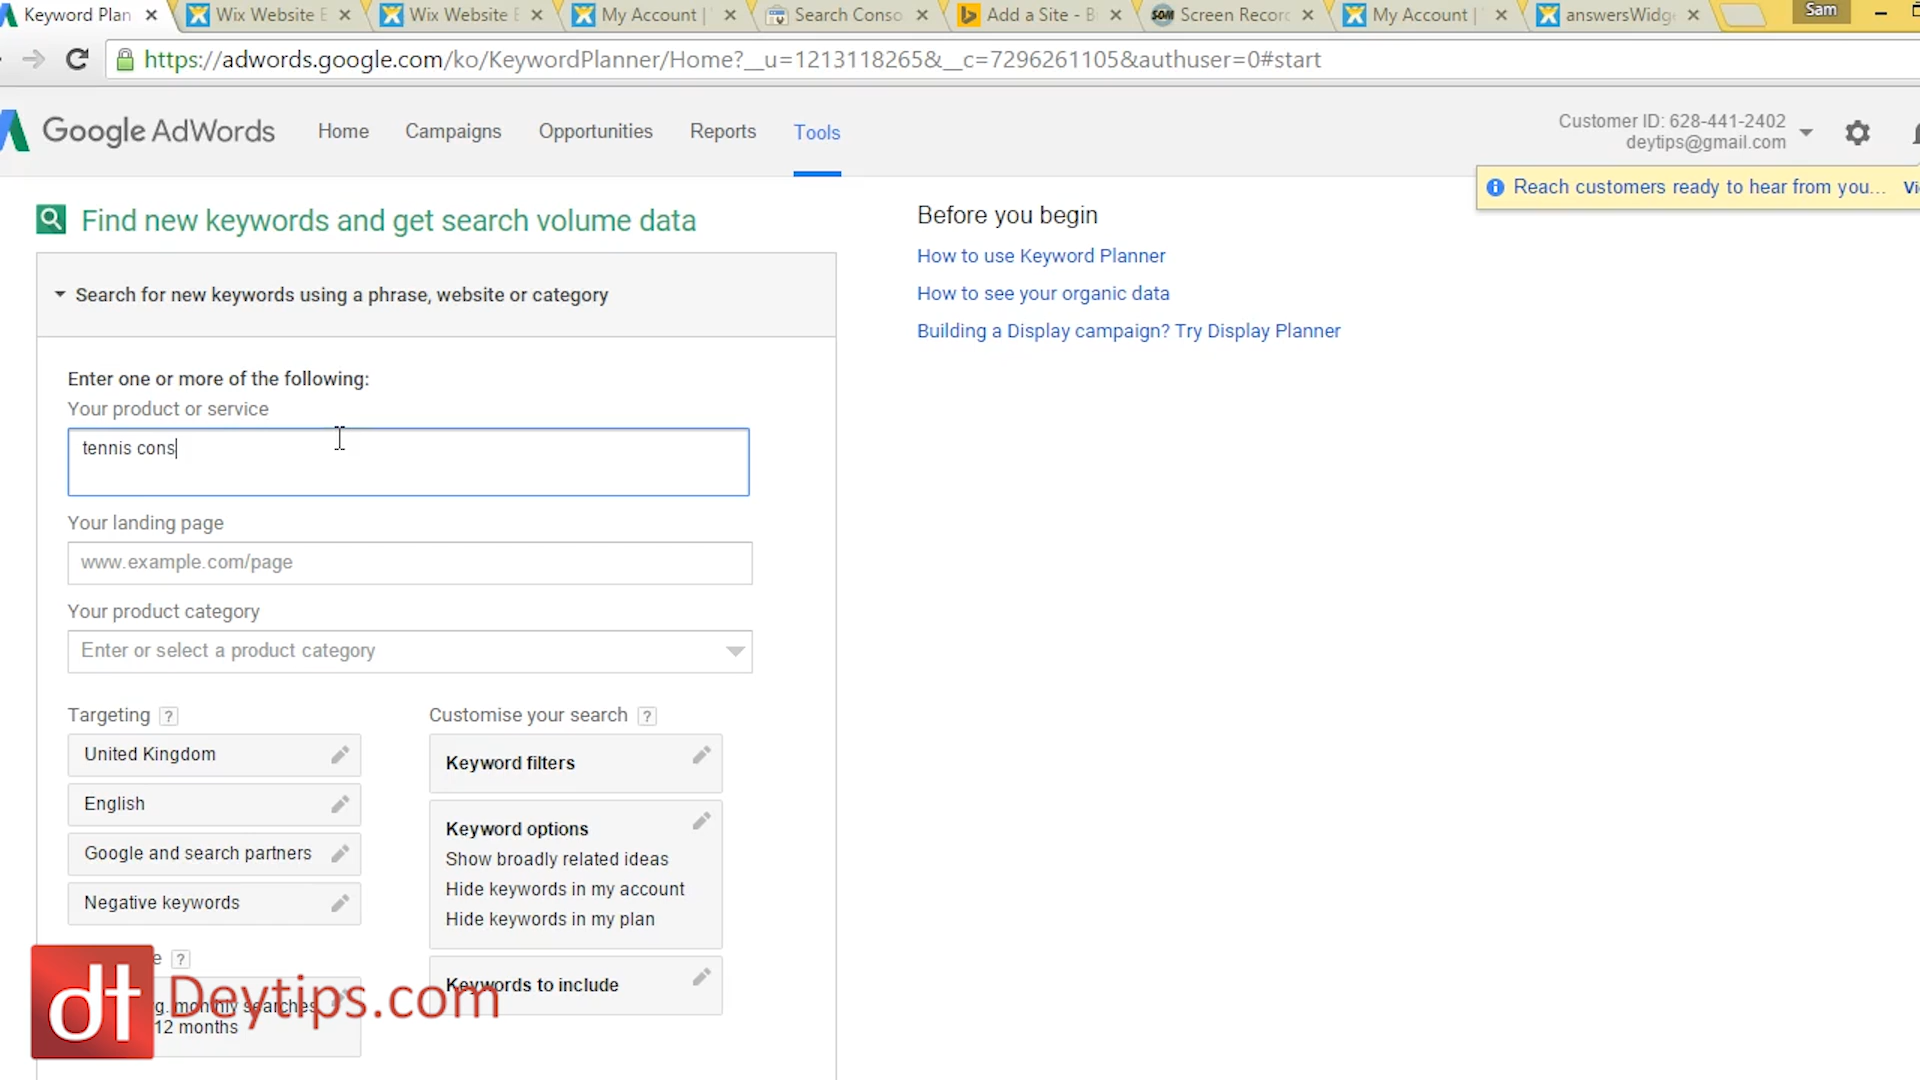 Keyword Plan
Wix Website E
Wix Website E
My Account |
Search Conso
Add a Site - B
Screen Record
My Account |
answersWidg
Sam
https://adwords.google.com/ko/KeywordPlanner/Home?__u=1213118265&__c=7296261105&authuser=0#start
Google AdWords
Home
Campaigns
Opportunities
Reports
Tools
Customer ID: 628-441-2402
deytips@gmail.com
Reach customers ready to hear from you... Vi
Find new keywords and get search volume data
Search for new keywords using a phrase, website or category
Enter one or more of the following:
Your product or service
tennis cons
Your landing page
www.example.com/page
Your product category
Enter or select a product category
Targeting ?
United Kingdom
English
Google and search partners
Negative keywords
e ?
g. monthly searches
12 months
Customise your search ?
Keyword filters
Keyword options
Show broadly related ideas
Hide keywords in my account
Hide keywords in my plan
Keywords to include
Before you begin
How to use Keyword Planner
How to see your organic data
Building a Display campaign? Try Display Planner
dt Deytips.com